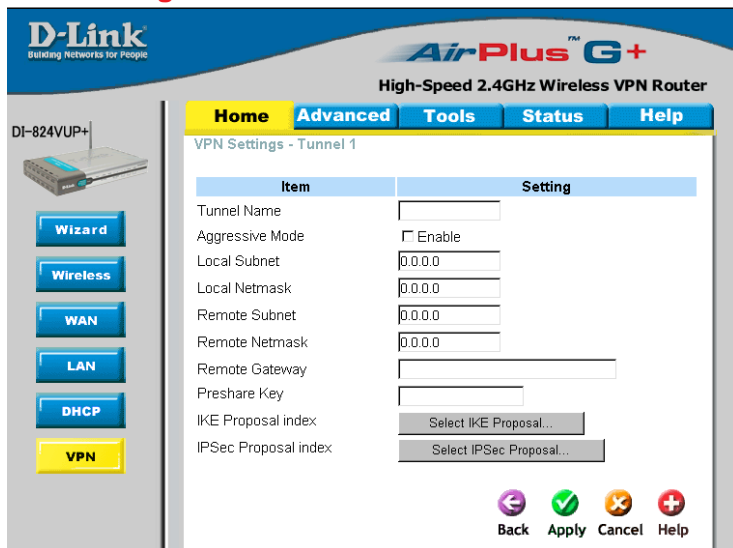 D-Link
Building Networks for People
AirPlus™ G+
High-Speed 2.4GHz Wireless VPN Router
DI-824VUP+
Home Advanced Tools Status Help
VPN Settings - Tunnel 1
Item Setting
Tunnel Name
Aggressive Mode Enable
Local Subnet 0.0.0.0
Local Netmask 0.0.0.0
Remote Subnet 0.0.0.0
Remote Netmask 0.0.0.0
Remote Gateway
Preshare Key
IKE Proposal index Select IKE Proposal...
IPSec Proposal index Select IPSec Proposal...
Wizard
Wireless
WAN
LAN
DHCP
VPN
Back Apply Cancel Help